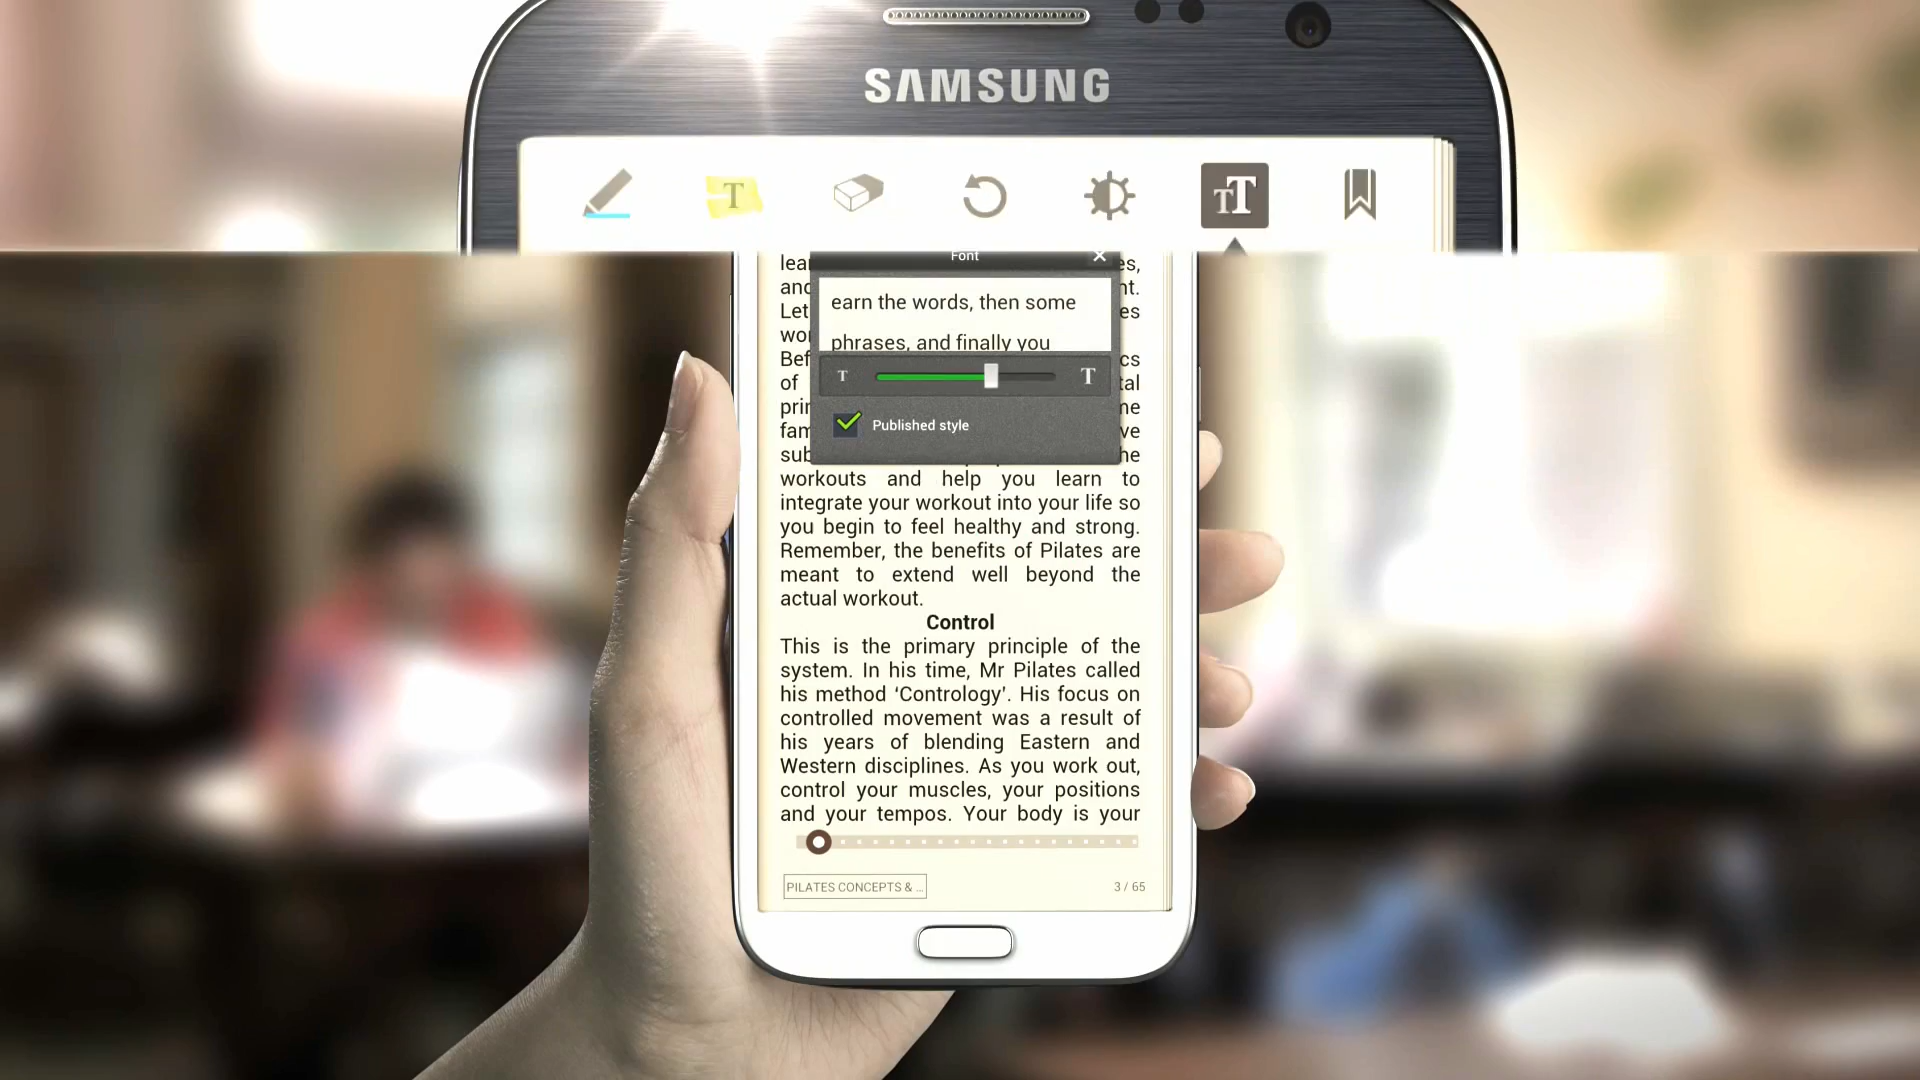 SAMSUNG
T
TT
Font
earn the words, then some
phrases, and finally you
T T
Published style
workouts and help you learn to
integrate your workout into your life so
you begin to feel healthy and strong.
Remember, the benefits of Pilates are
meant to extend well beyond the
actual workout.
Control
This is the primary principle of the
system. In his time, Mr Pilates called
his method ‘Contrology’. His focus on
controlled movement was a result of
his years of blending Eastern and
Western disciplines. As you work out,
control your muscles, your positions
and your tempos. Your body is your
PILATES CONCEPTS & ...
3 / 65